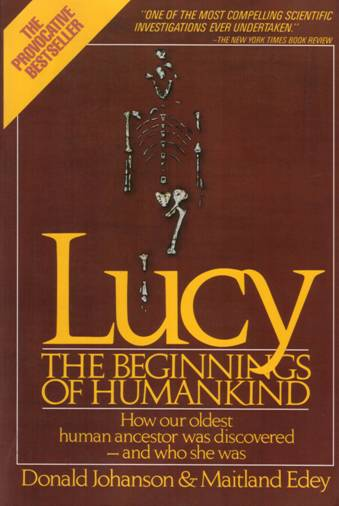 THE
PROVOCATIVE
BESTSELLER
"ONE OF THE MOST COMPELLING SCIENTIFIC
INVESTIGATIONS EVER UNDERTAKEN."
–THE NEW YORK TIMES BOOK REVIEW
Lucy
THE BEGINNINGS
OF HUMANKIND
How our oldest
human ancestor was discovered
—and who she was
Donald Johanson & Maitland Edey